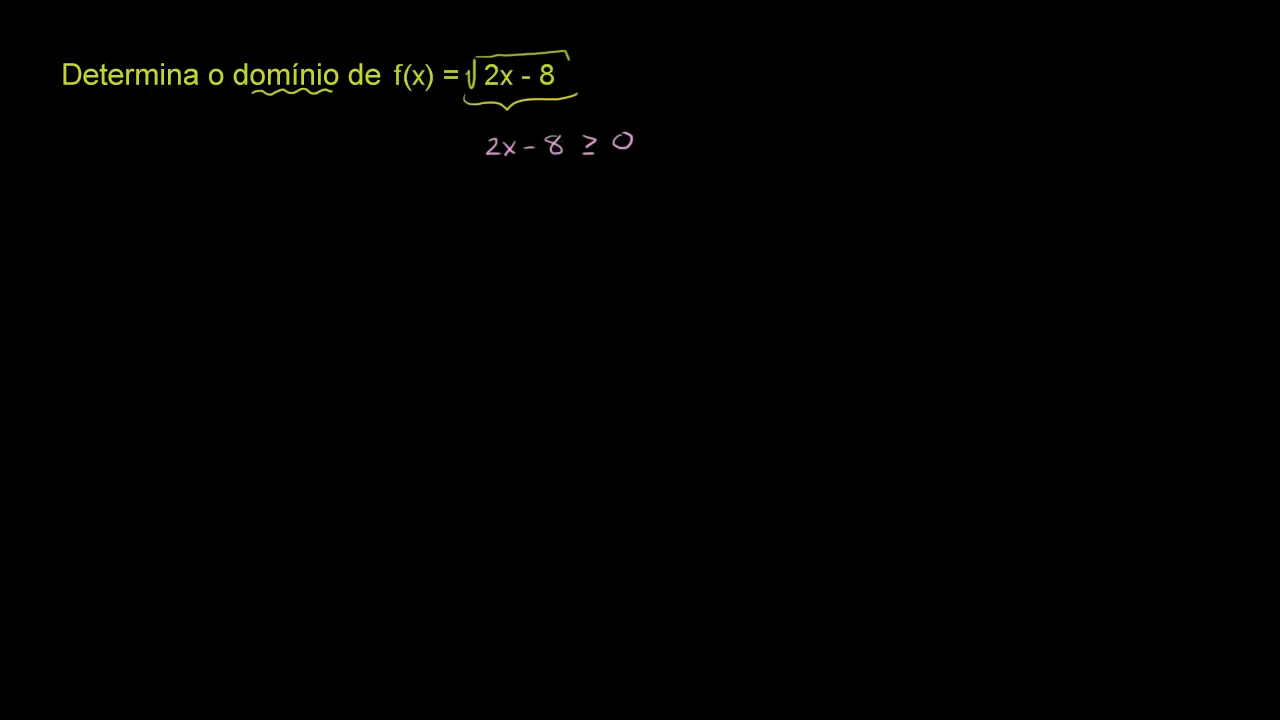 Determina o domínio de f(x) = √2x - 8
2x - 8 ≥ 0